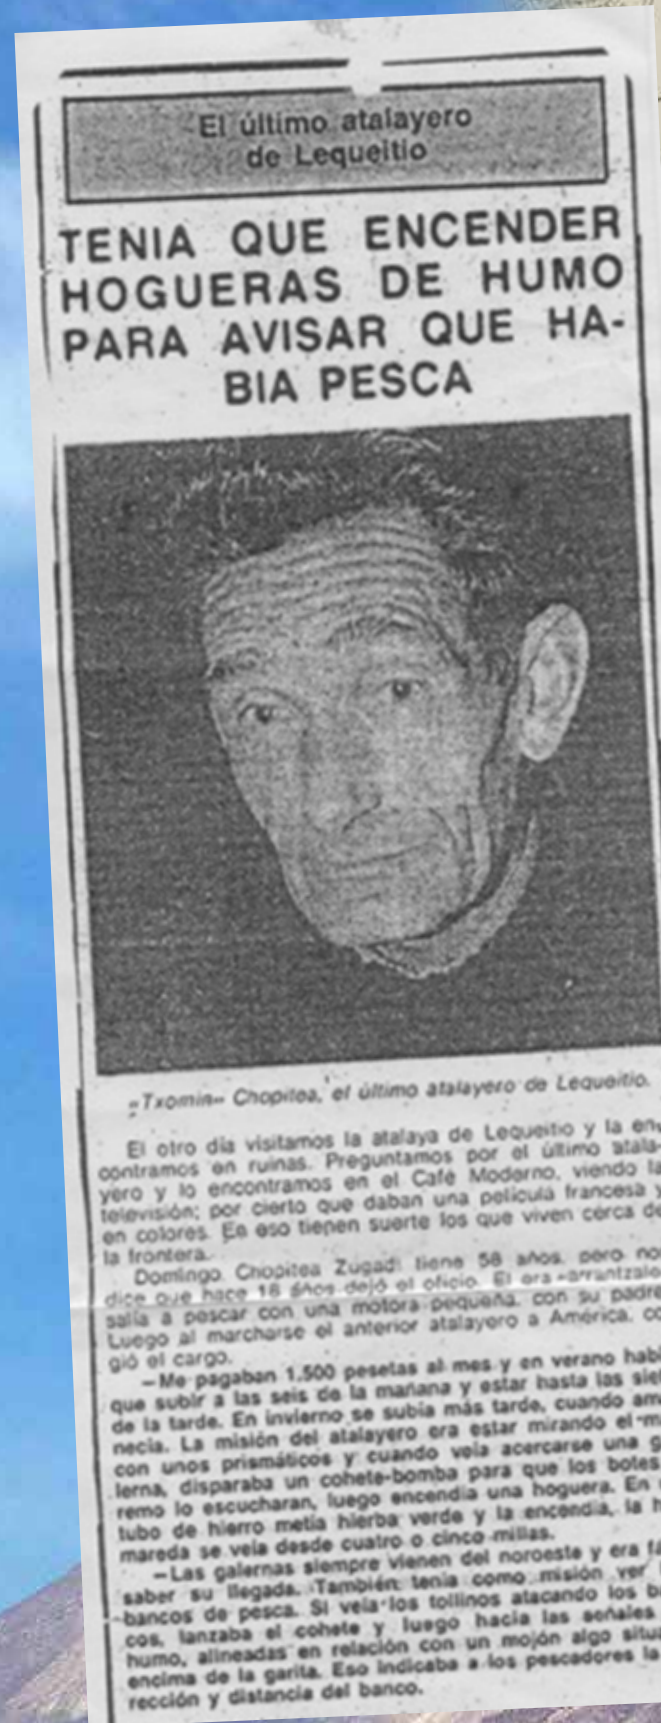 El último atalayero
de Lequeitio
TENIA QUE ENCENDER
HOGUERAS DE HUMO
PARA AVISAR QUE HA-
BIA PESCA
«Txomin» Chopitea, el último atalayero de Lequeitio.
El otro día visitamos la atalaya de Lequeitio y la en
contramos en ruinas. Preguntamos por el último atala-
yero y lo encontramos en el Café Moderno, viendo la
televisión; por cierto que daban una película francesa y
en colores. En eso tienen suerte los que viven cerca de
la frontera.
Domingo Chopitea Zugadi tiene 58 años, pero no
dice que hace 16 años dejó el oficio. El era «arrantzale
salía a pescar con una motora pequeña, con su padre
Luego al marcharse el anterior atalayero a América, co
gió el cargo.
—Me pagaban 1.500 pesetas al mes y en verano habí
que subir a las seis de la mañana y estar hasta las sie
de la tarde. En invierno se subía más tarde, cuando am
necía. La misión del atalayero era estar mirando el m
con unos prismáticos y cuando veía acercarse una g
lerna, disparaba un cohete-bomba para que los botes
remo lo escucharan, luego encendía una hoguera. En
tubo de hierro metía hierba verde y la encendía, la h
mareda se veía desde cuatro o cinco millas.
—Las galernas siempre vienen del noroeste y era fá
saber su llegada. También tenía como misión ver
bancos de pesca. Si veía los tollinos atacando los b
cos, lanzaba el cohete y luego hacía las señales
humo, alineadas en relación con un mojón algo situa
encima de la garita. Eso indicaba a los pescadores la
rección y distancia del banco.